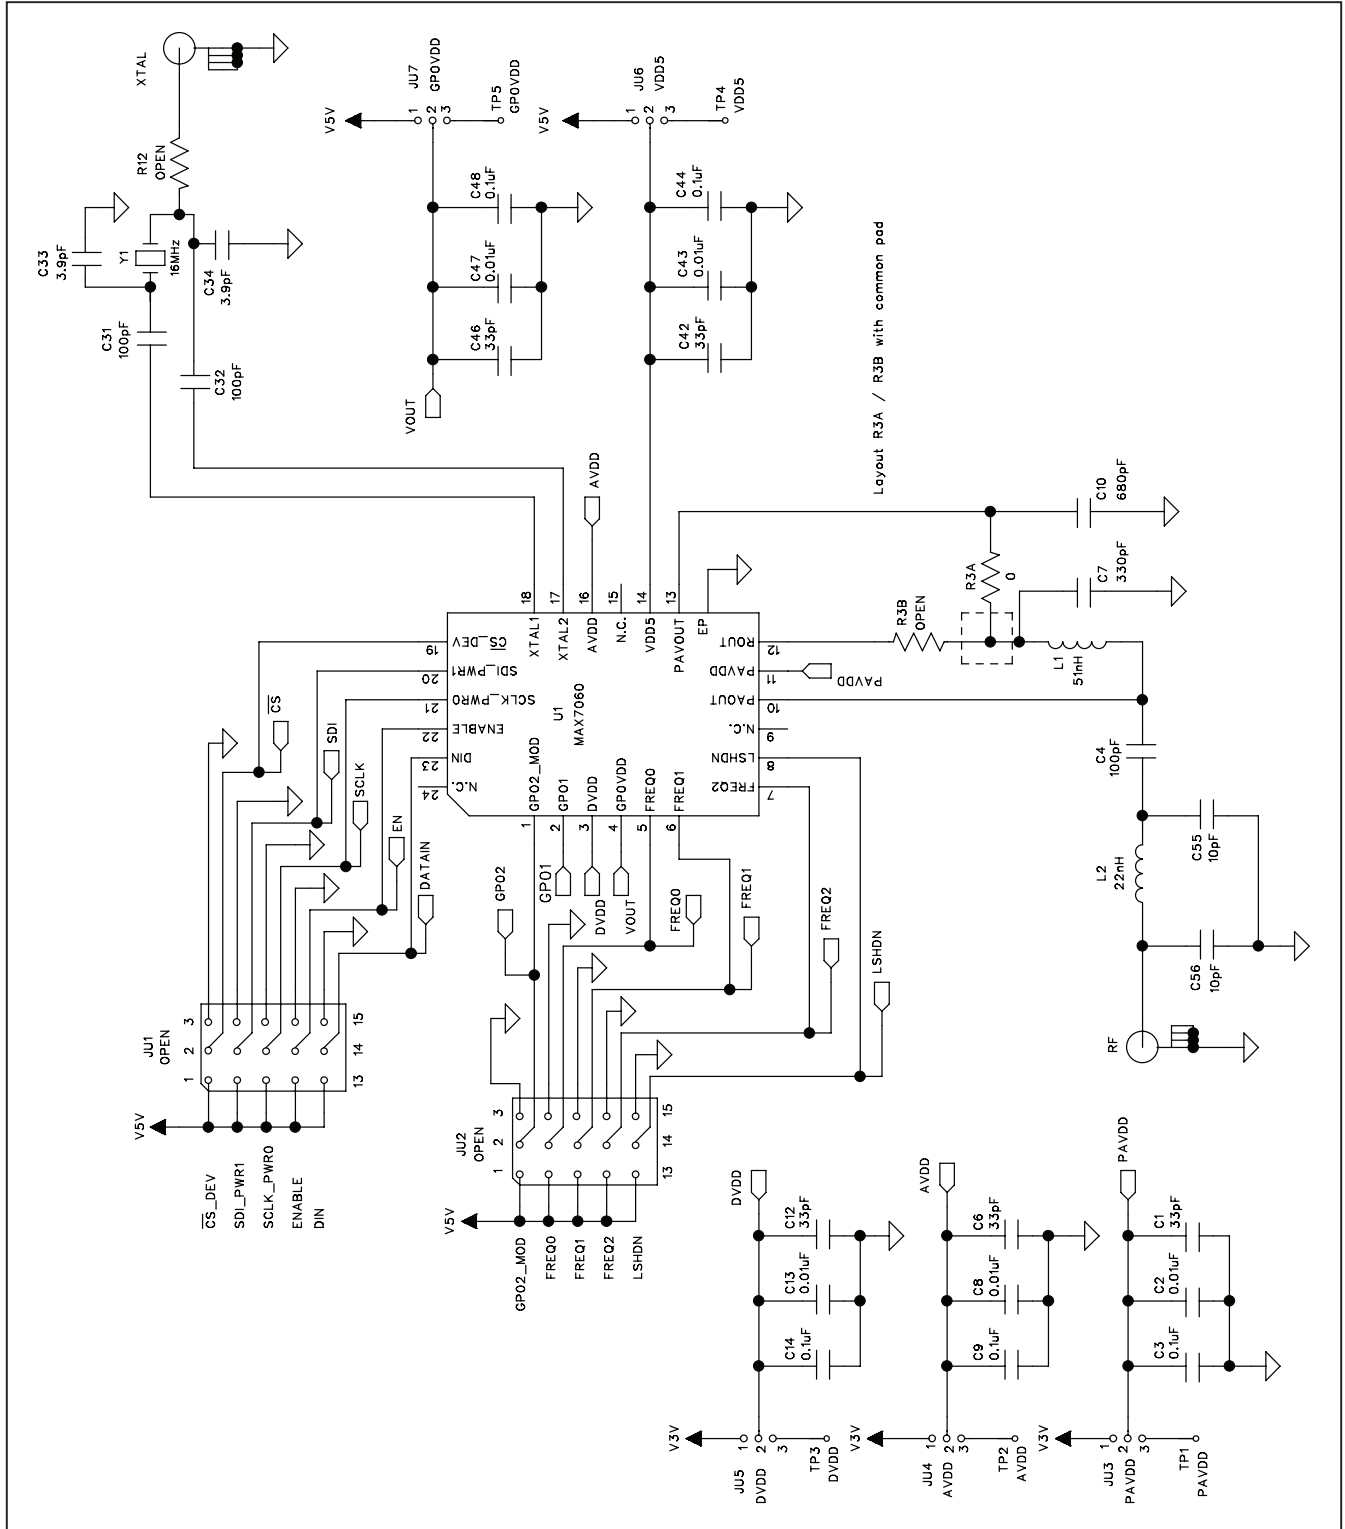 XTAL
R12
OPEN
C33
3.9pF
Y1
16MHz
C34
3.9pF
C31
100pF
C32
100pF
V5V
JU7
GPOVDD
1
2
3
TP5
GPOVDD
C48
0.1uF
C47
0.01uF
C46
33pF
VOUT
V5V
JU6
VDD5
1
2
3
TP4
VDD5
C44
0.1uF
C43
0.01uF
C42
33pF
Layout R3A / R3B with common pad
AVDD
18
17
16
15
14
13
XTAL1
XTAL2
AVDD
N.C.
VDD5
PAVOUT
EP
19
20
21
22
23
24
CS_DEV
SDI_PWR1
SCLK_PWR0
ENABLE
DIN
N.C.
U1
MAX7060
ROUT
PAVDD
PAOUT
N.C.
LSHDN
FREQ2
12
11
10
9
8
7
GPO2_MOD
GPO1
DVDD
GPOVDD
FREQ0
FREQ1
1
2
3
4
5
6
CS
SDI
SCLK
EN
DATAIN
GPO2
GPO1
DVDD
VOUT
FREQ0
FREQ1
FREQ2
LSHDN
R3B
OPEN
R3A
0
C10
680pF
C7
330pF
L1
51nH
PAVDD
C4
100pF
L2
22nH
C55
10pF
C56
10pF
RF
JU1
OPEN
1
2
3
13
14
15
V5V
CS_DEV
SDI_PWR1
SCLK_PWR0
ENABLE
DIN
JU2
OPEN
1
2
3
13
14
15
V5V
GPO2_MOD
FREQ0
FREQ1
FREQ2
LSHDN
DVDD
C12
33pF
C13
0.01uF
C14
0.1uF
V3V
JU5
DVDD
1
2
3
TP3
DVDD
AVDD
C6
33pF
C8
0.01uF
C9
0.1uF
V3V
JU4
AVDD
1
2
3
TP2
AVDD
PAVDD
C1
33pF
C2
0.01uF
C3
0.1uF
V3V
JU3
PAVDD
1
2
3
TP1
PAVDD